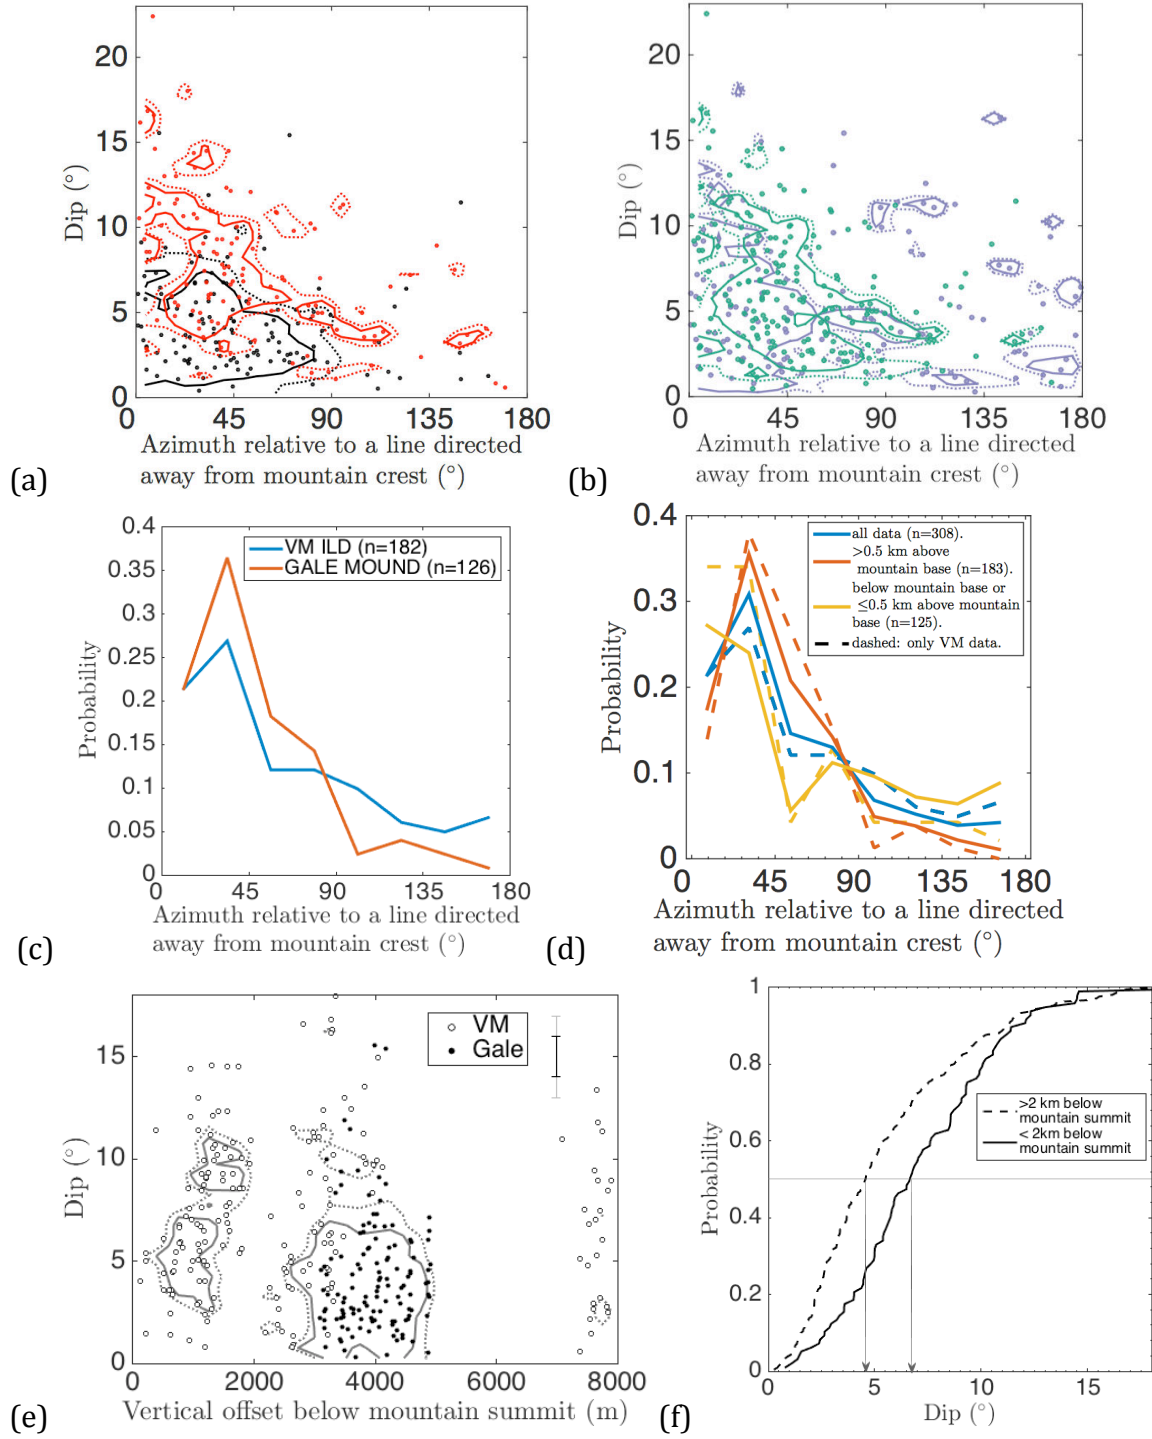 20
15
10
5
0
Dip (°)
0 45 90 135 180
Azimuth relative to a line directed
away from mountain crest (°)
(a)
20
15
10
5
0
Dip (°)
0 45 90 135 180
Azimuth relative to a line directed
away from mountain crest (°)
(b)
0.4
0.35
0.3
0.25
0.2
0.15
0.1
0.05
0
Probability
VM ILD (n=182)
GALE MOUND (n=126)
0 45 90 135 180
Azimuth relative to a line directed
away from mountain crest (°)
(c)
0.4
0.3
0.2
0.1
0
Probability
all data (n=308).
>0.5 km above
mountain base (n=183).
below mountain base or
≤0.5 km above mountain
base (n=125).
dashed: only VM data.
0 45 90 135 180
Azimuth relative to a line directed
away from mountain crest (°)
(d)
15
10
5
0
Dip (°)
VM
Gale
0 2000 4000 6000 8000
Vertical offset below mountain summit (m)
(e)
1
0.8
0.6
0.4
0.2
0
Probability
>2 km below
mountain summit
< 2km below
mountain summit
0 5 10 15
Dip (°)
(f)